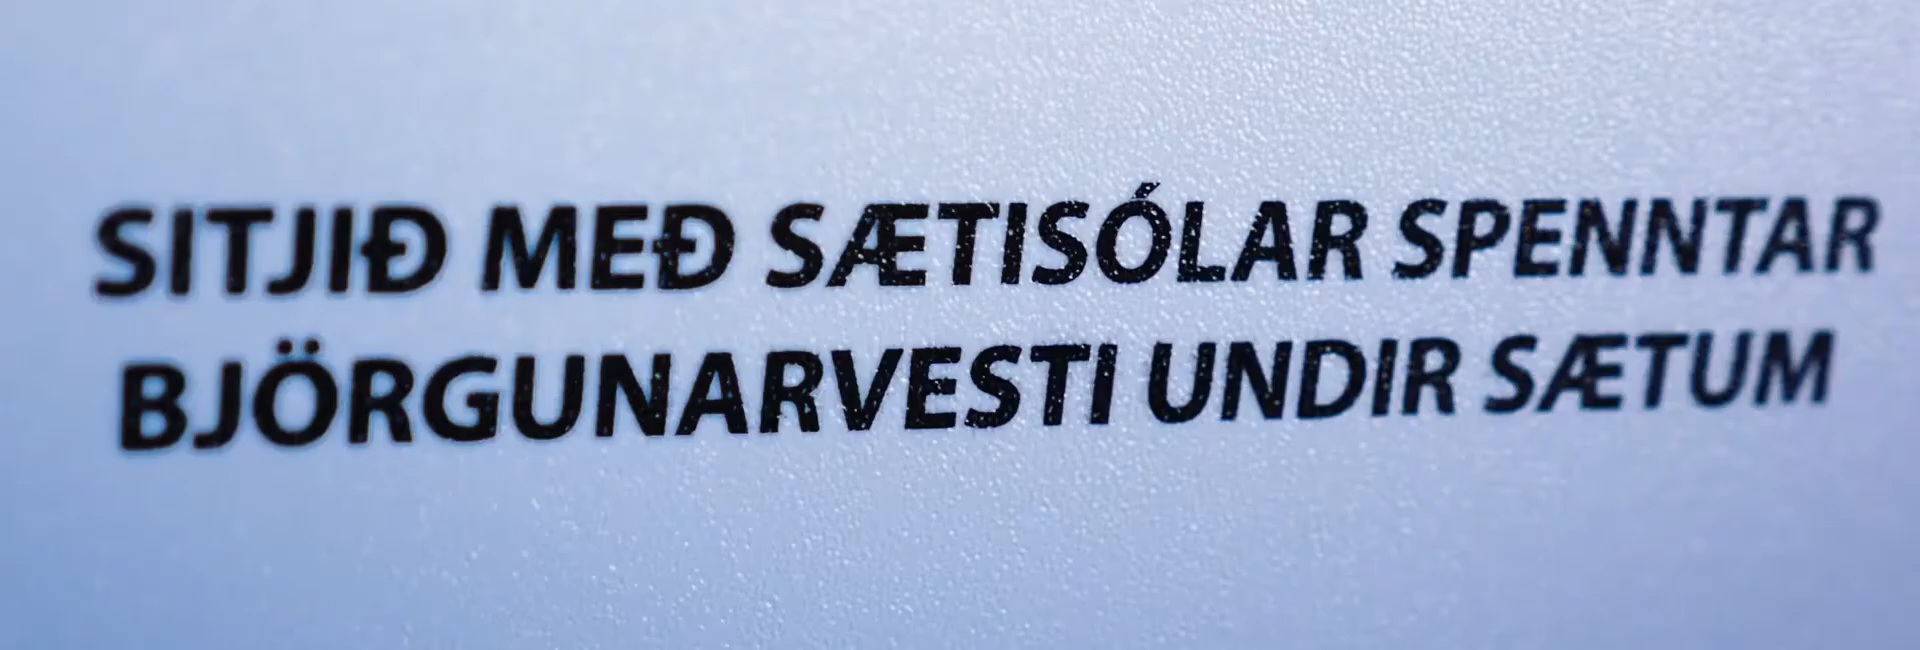 SITJIÐ MEÐ SÆTISÓLAR SPENNTAR
BJÖRGUNARVESTI UNDIR SÆTUM